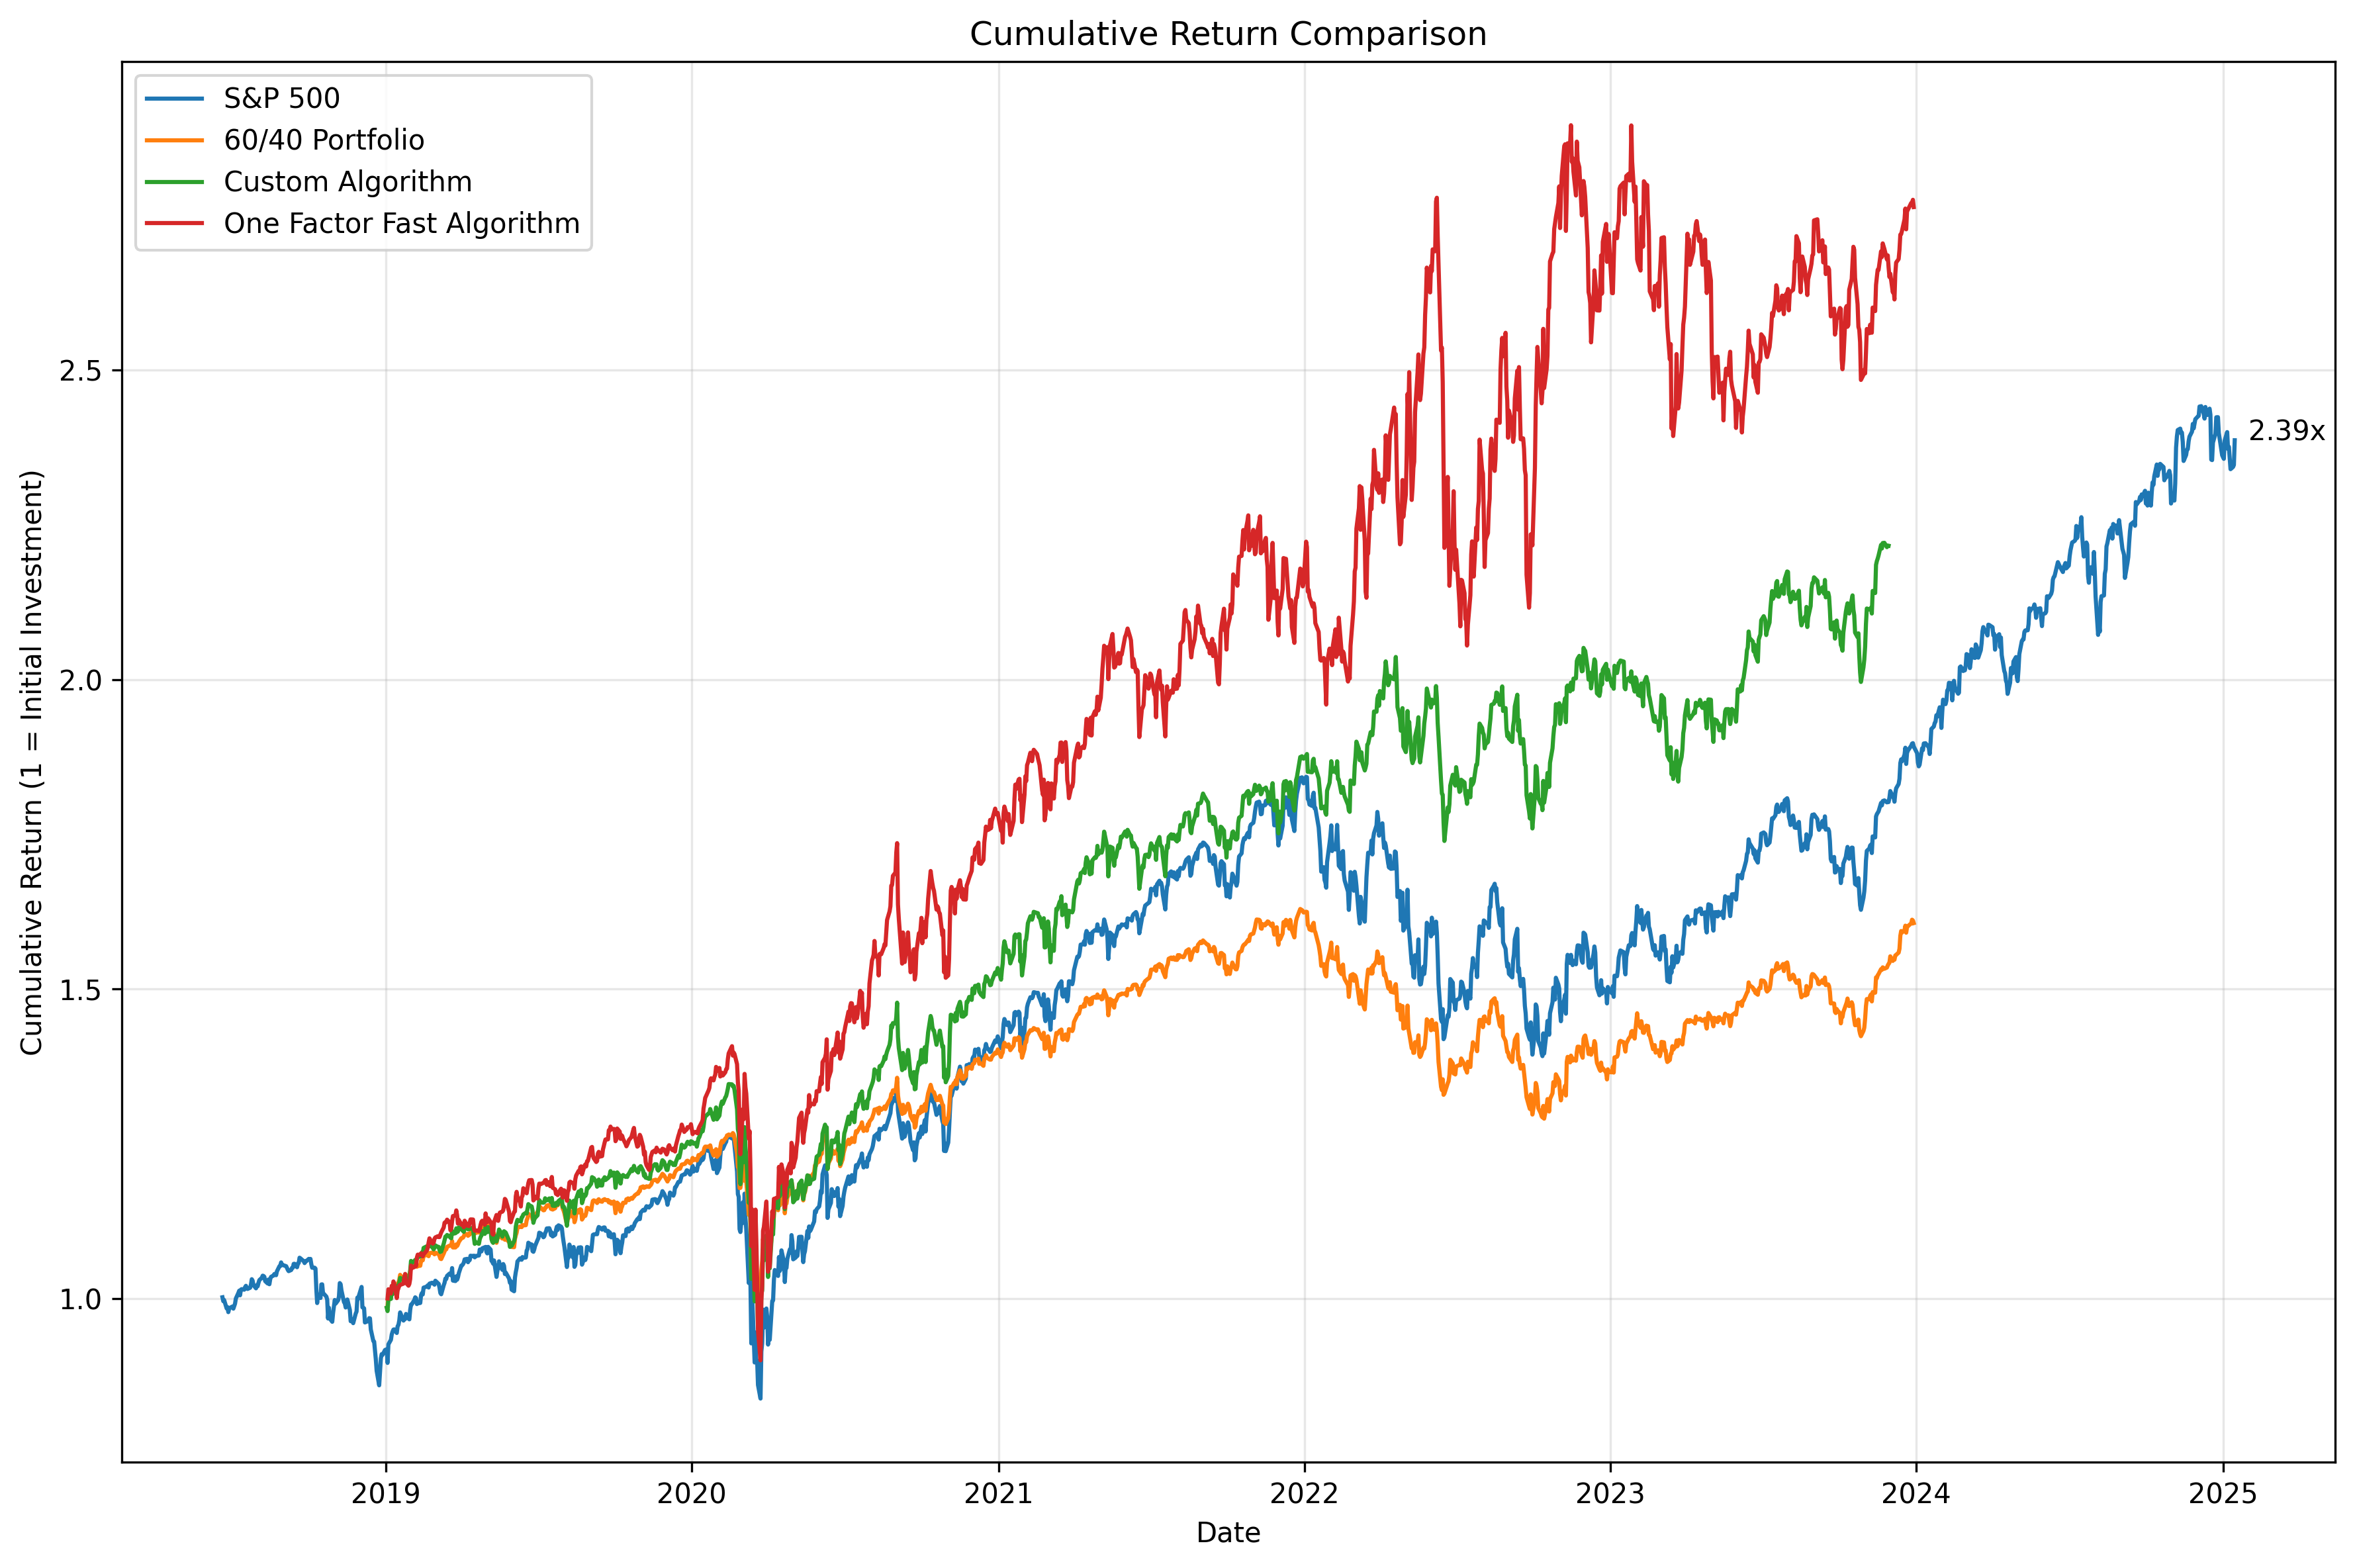 Cumulative Return Comparison
S&P 500
60/40 Portfolio
Custom Algorithm
One Factor Fast Algorithm
Cumulative Return (1 = Initial Investment)
2.5
2.0
1.5
1.0
2.39x
2019
2020
2021
2022
2023
2024
2025
Date